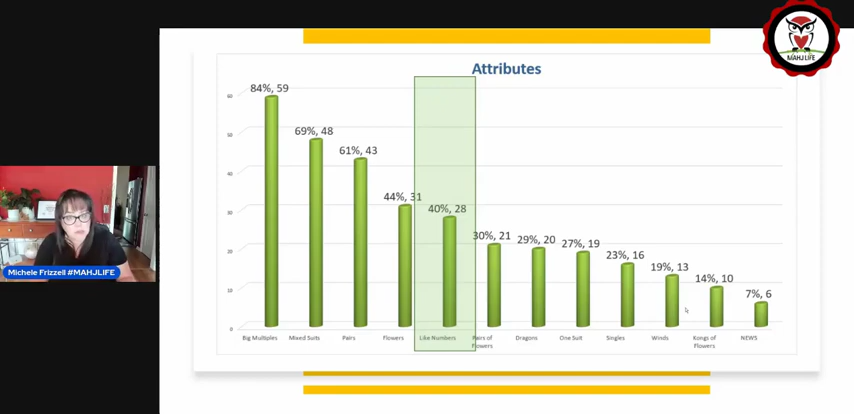 MAHJ LIFE
Attributes
84%, 59
69%, 48
61%, 43
44%, 31
40%, 28
30%, 21
29%, 20
27%, 19
23%, 16
19%, 13
14%, 10
7%, 6
60
50
40
30
20
10
0
Big Multiples
Mixed Suits
Pairs
Flowers
Like Numbers
Pairs of
Flowers
Dragons
One Suit
Singles
Winds
Kongs of
Flowers
NEWS
Michele Frizzell #MAHJLIFE